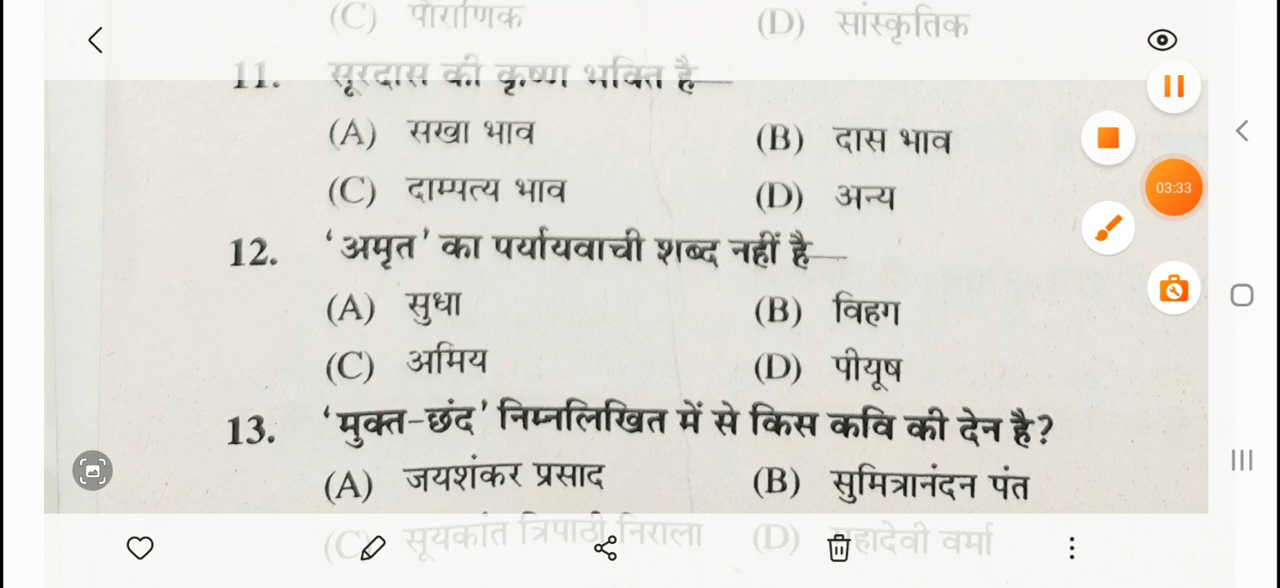 (C) पौराणिक (D) सांस्कृतिक
11. सूरदास की कृष्ण भक्ति है—
(A) सखा भाव (B) दास भाव
(C) दाम्पत्य भाव (D) अन्य
12. ‘अमृत’ का पर्यायवाची शब्द नहीं है—
(A) सुधा (B) विहग
(C) अमिय (D) पीयूष
13. ‘मुक्त-छंद’ निम्नलिखित में से किस कवि की देन है?
(A) जयशंकर प्रसाद (B) सुमित्रानंदन पंत
(C) सूर्यकांत त्रिपाठी निराला (D) महादेवी वर्मा
03:33